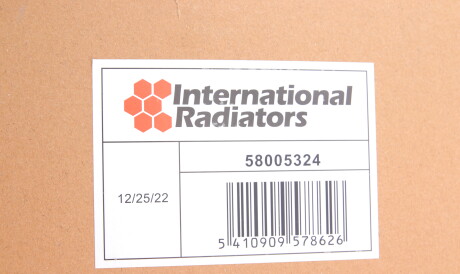 International
Radiators
58005324
12/25/22
5 410909 578626